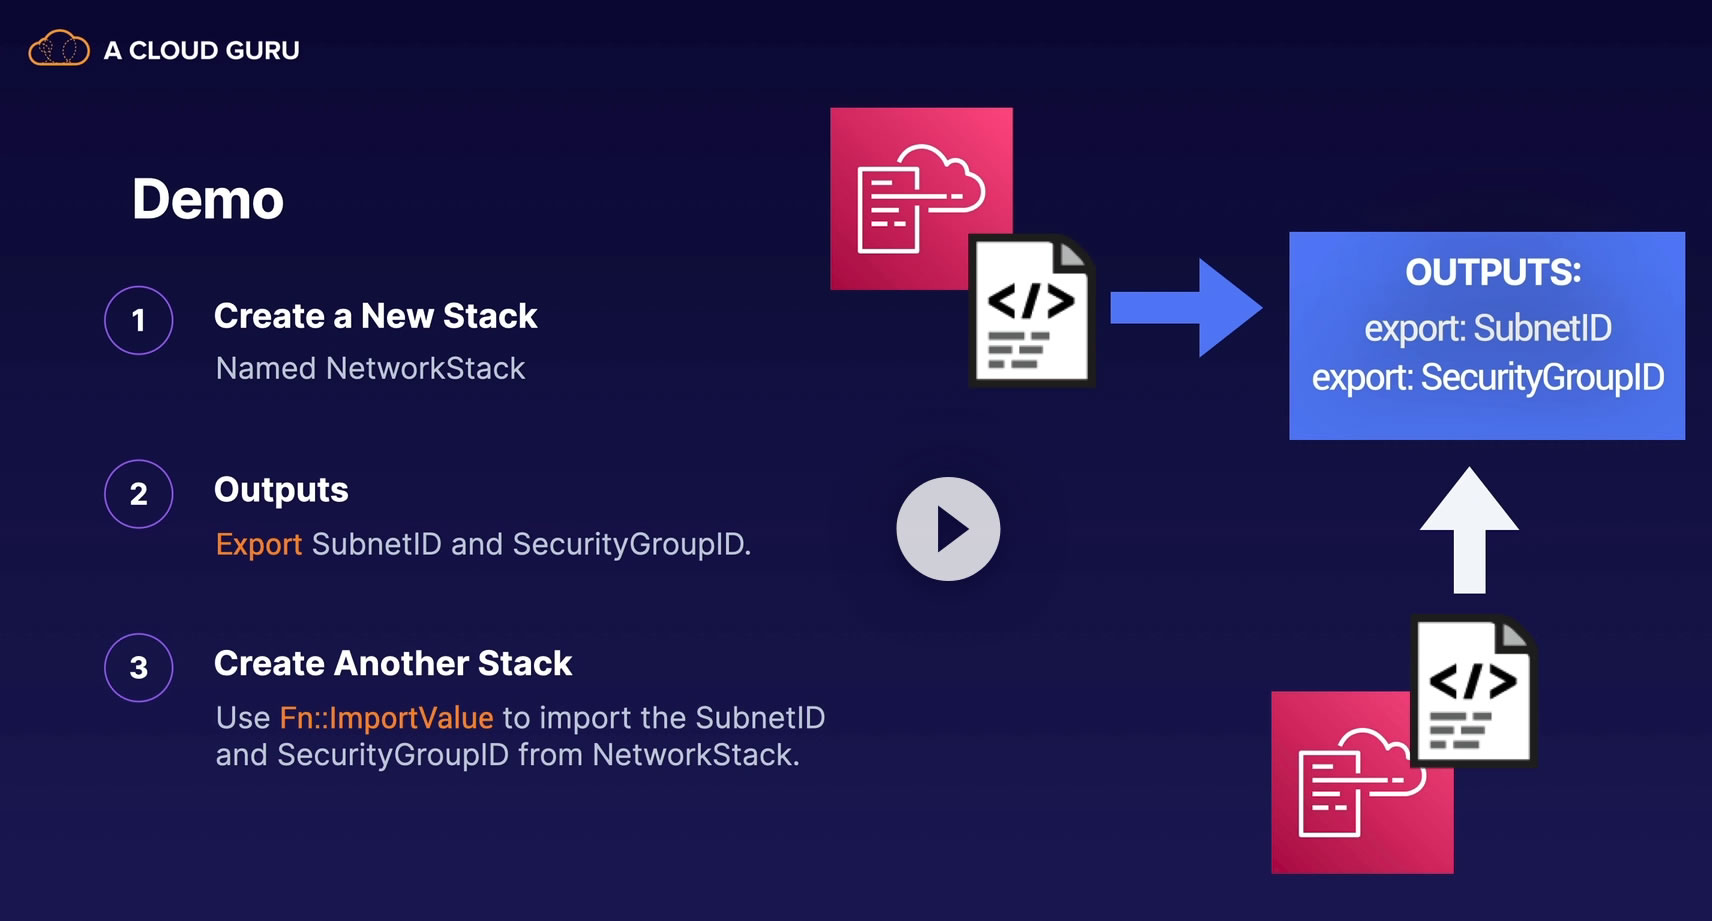 A CLOUD GURU
Demo
1
Create a New Stack
Named NetworkStack
2
Outputs
Export SubnetID and SecurityGroupID.
3
Create Another Stack
Use Fn::ImportValue to import the SubnetID
and SecurityGroupID from NetworkStack.
</>
OUTPUTS:
export: SubnetID
export: SecurityGroupID
</>